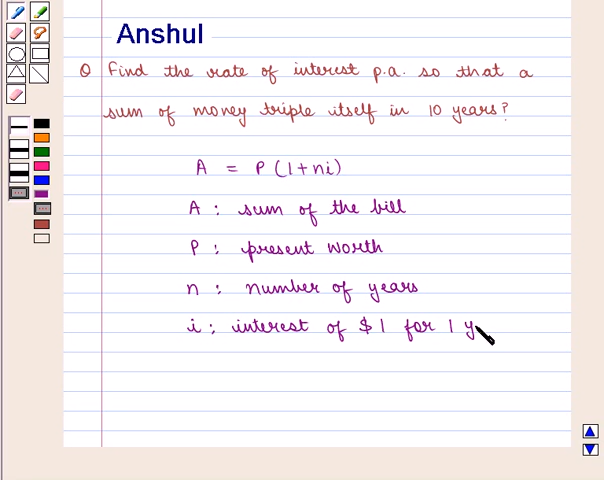 Anshul
Q Find the rate of interest p.a. so that a
sum of money triple itself in 10 years?
A = P (1+ni)
A : sum of the bill
P : present worth
n : number of years
i : interest of $1 for 1 y